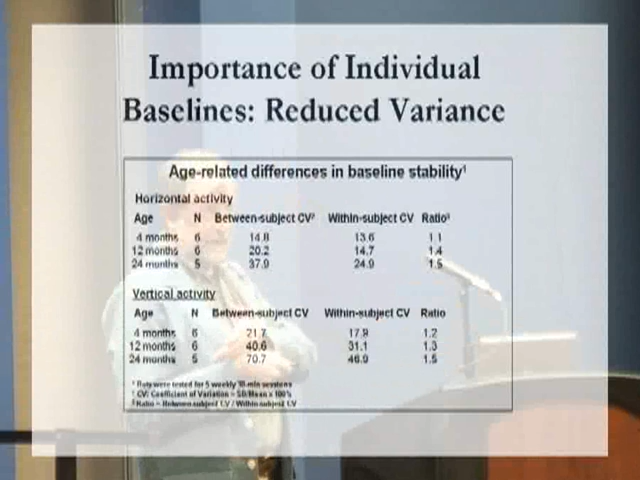 Importance of Individual
Baselines: Reduced Variance
Age-related differences in baseline stability¹
Horizontal activity
Age N Between-subject CV² Within-subject CV Ratio³
4 months 6 14.8 13.6 1.1
12 months 6 20.2 14.7 1.4
24 months 5 37.9 24.9 1.5
Vertical activity
Age N Between-subject CV Within-subject CV Ratio
4 months 6 21.7 17.9 1.2
12 months 6 40.6 31.1 1.3
24 months 5 70.7 46.9 1.5
¹ Rats were tested for 5 weekly min sessions
² CV: Coefficient of Variation = SD/Mean x 100%
³ Ratio = Between-subject CV / Within-subject CV